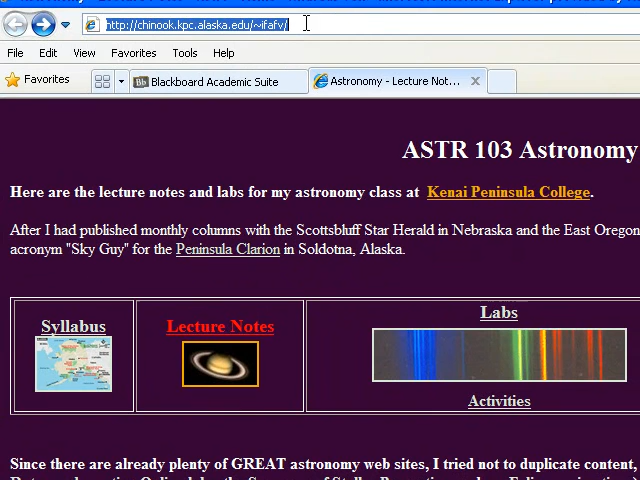 http://chinook.kpc.alaska.edu/~ifafv/
File Edit View Favorites Tools Help
Favorites Bb Blackboard Academic Suite Astronomy - Lecture Not...
ASTR 103 Astronomy
Here are the lecture notes and labs for my astronomy class at Kenai Peninsula College.
After I had published monthly columns with the Scottsbluff Star Herald in Nebraska and the East Oregon
acronym "Sky Guy" for the Peninsula Clarion in Soldotna, Alaska.
Syllabus
Lecture Notes
Labs
Activities
Since there are already plenty of GREAT astronomy web sites, I tried not to duplicate content,